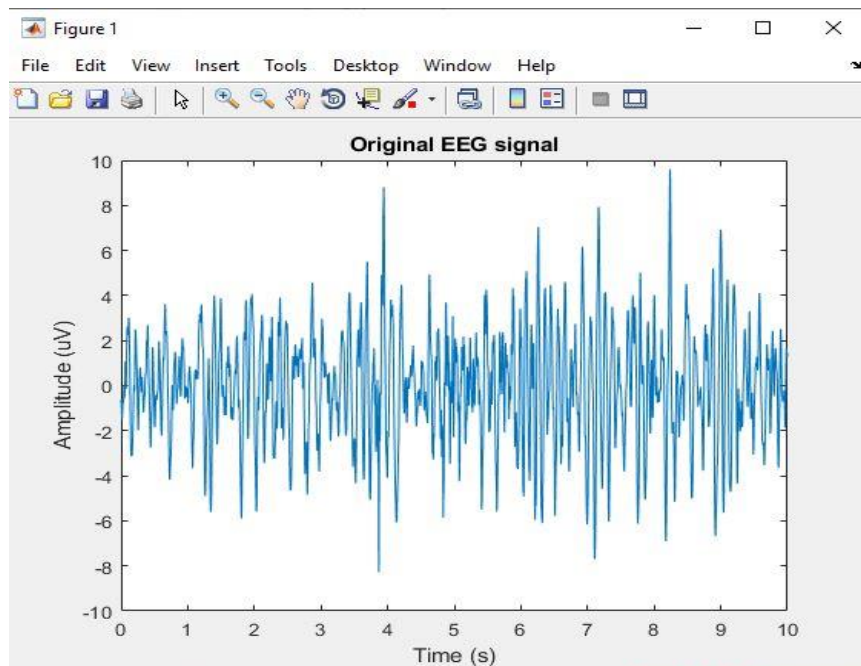 Figure 1
File Edit View Insert Tools Desktop Window Help
Original EEG signal
10
8
6
4
2
0
-2
-4
-6
-8
-10
Amplitude (uV)
0 1 2 3 4 5 6 7 8 9 10
Time (s)